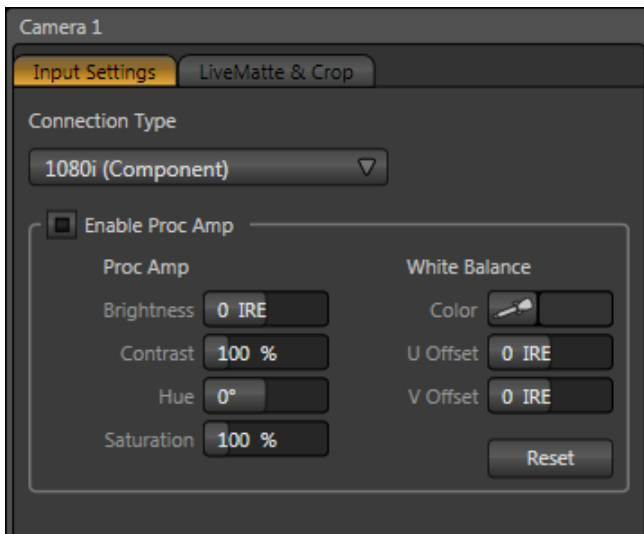 Camera 1
Input Settings LiveMatte & Crop
Connection Type
1080i (Component)
Enable Proc Amp
Proc Amp White Balance
Brightness 0 IRE Color
Contrast 100 % U Offset 0 IRE
Hue 0° V Offset 0 IRE
Saturation 100 % Reset